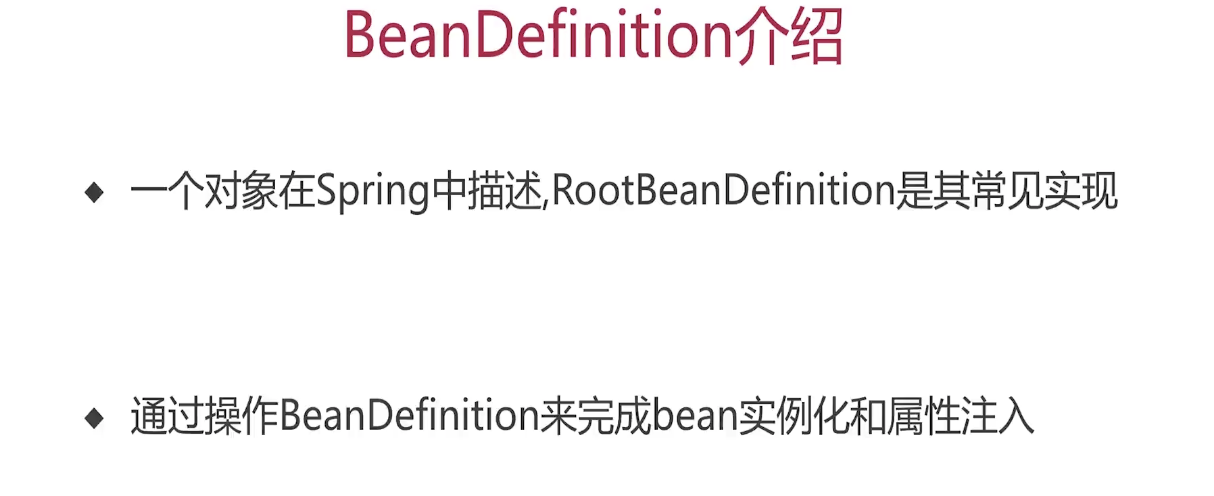 BeanDefinition介绍
一个对象在Spring中描述,RootBeanDefinition是其常见实现
通过操作BeanDefinition来完成bean实例化和属性注入